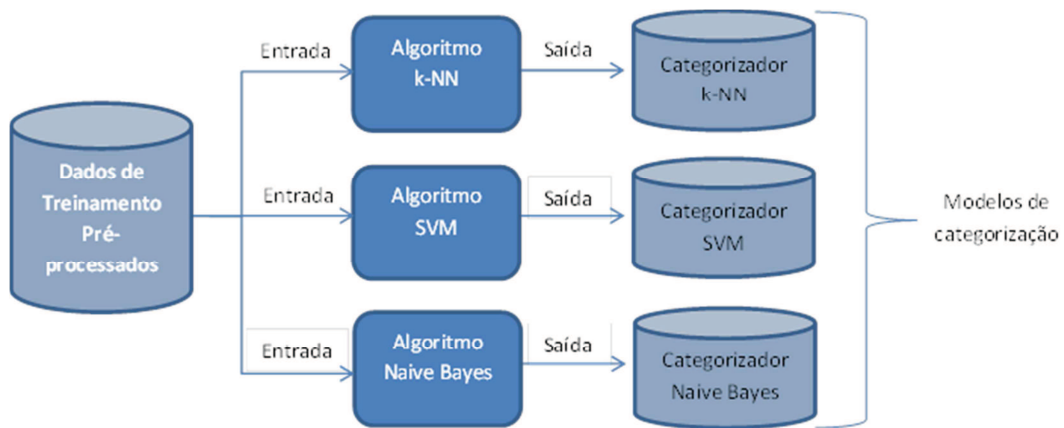 Dados de
Treinamento
Pré-
processados
Entrada
Algoritmo
k-NN
Saída
Categorizador
k-NN
Entrada
Algoritmo
SVM
Saída
Categorizador
SVM
Entrada
Algoritmo
Naive Bayes
Saída
Categorizador
Naive Bayes
Modelos de
categorização